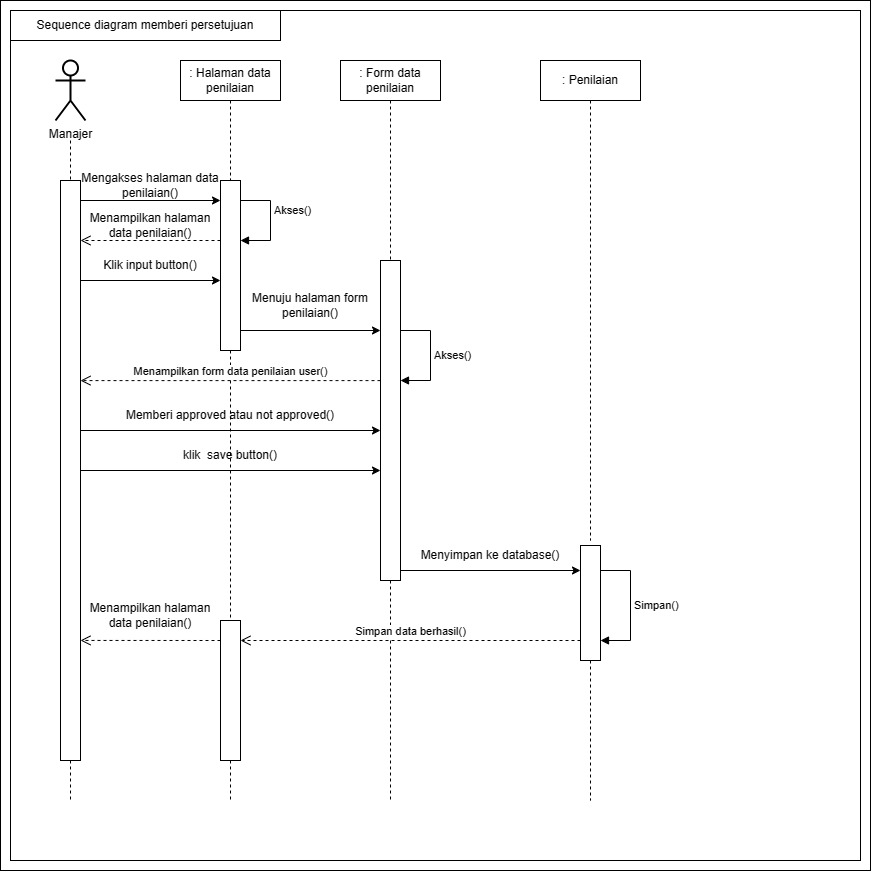 Sequence diagram memberi persetujuan
: Halaman data
penilaian
: Form data
penilaian
: Penilaian
Manajer
Mengakses halaman data
penilaian()
Akses()
Menampilkan halaman
data penilaian()
Klik input button()
Menuju halaman form
penilaian()
Akses()
Menampilkan form data penilaian user()
Memberi approved atau not approved()
klik  save button()
Menyimpan ke database()
Simpan()
Menampilkan halaman
data penilaian()
Simpan data berhasil()